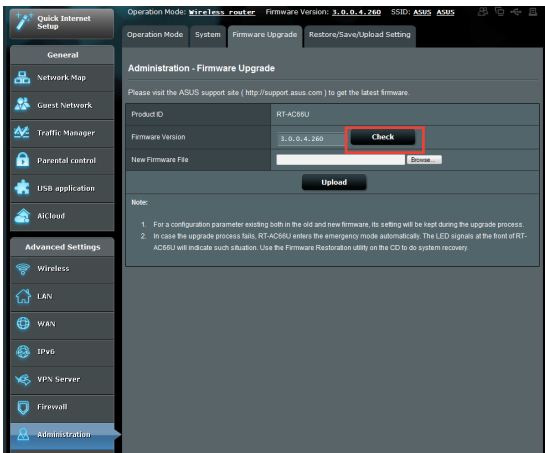 Quick Internet
Setup
Operation Mode: Wireless router Firmware Version: 3.0.0.4.260 SSID: ASUS ASUS
Operation Mode System Firmware Upgrade Restore/Save/Upload Setting
General
Network Map
Guest Network
Traffic Manager
Parental control
USB application
AiCloud
Advanced Settings
Wireless
LAN
WAN
IPv6
VPN Server
Firewall
Administration
Administration - Firmware Upgrade
Please visit the ASUS support site ( http://support.asus.com ) to get the latest firmware.
Product ID RT-AC66U
Firmware Version 3.0.0.4.260 Check
New Firmware File Browse...
Upload
Note:
1. For a configuration parameter existing both in the old and new firmware, its setting will be kept during the upgrade process.
2. In case the upgrade process fails, RT-AC66U enters the emergency mode automatically. The LED signals at the front of RT-
AC66U will indicate such situation. Use the Firmware Restoration utility on the CD to do system recovery.